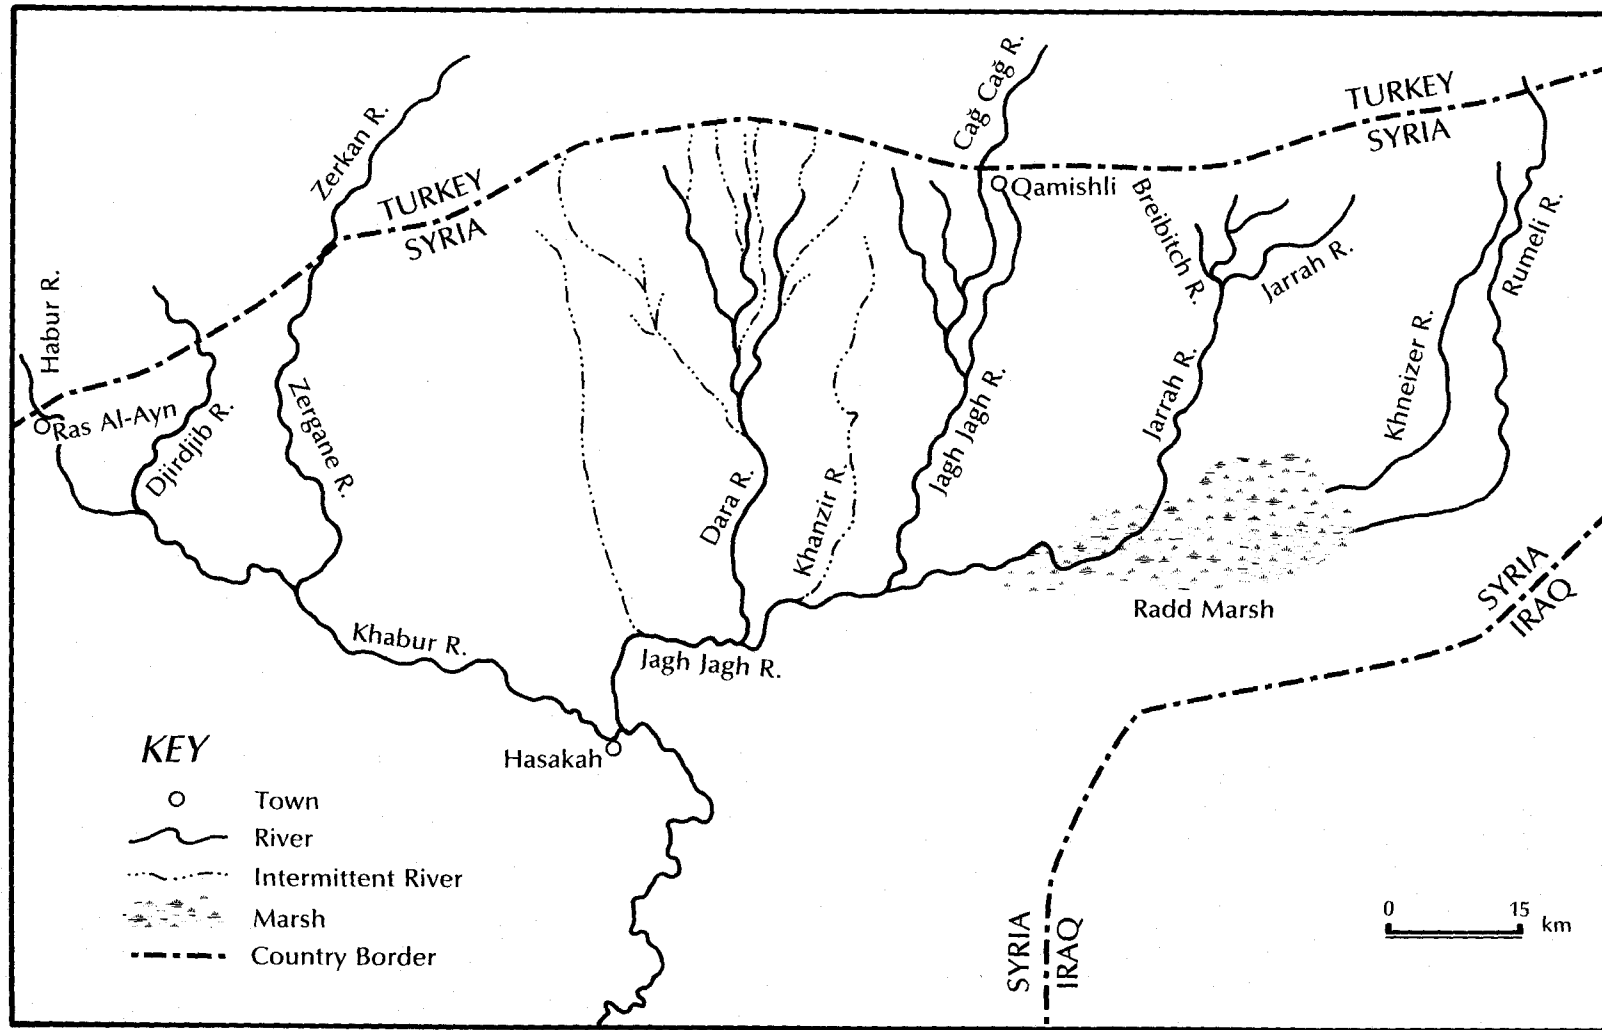 Cağ Cağ R.
TURKEY
SYRIA
Zerkan R.
TURKEY
SYRIA
Qamishli
Breibitch R.
Jarrah R.
Rumeli R.
Habur R.
Ras Al-Ayn
Djirdjib R.
Zergane R.
Khneizer R.
Jarrah R.
Jagh Jagh R.
Dara R.
Khanzir R.
Radd Marsh
SYRIA
IRAQ
Khabur R.
Jagh Jagh R.
Hasakah
KEY
Town
River
Intermittent River
Marsh
Country Border
SYRIA
IRAQ
0 15 km